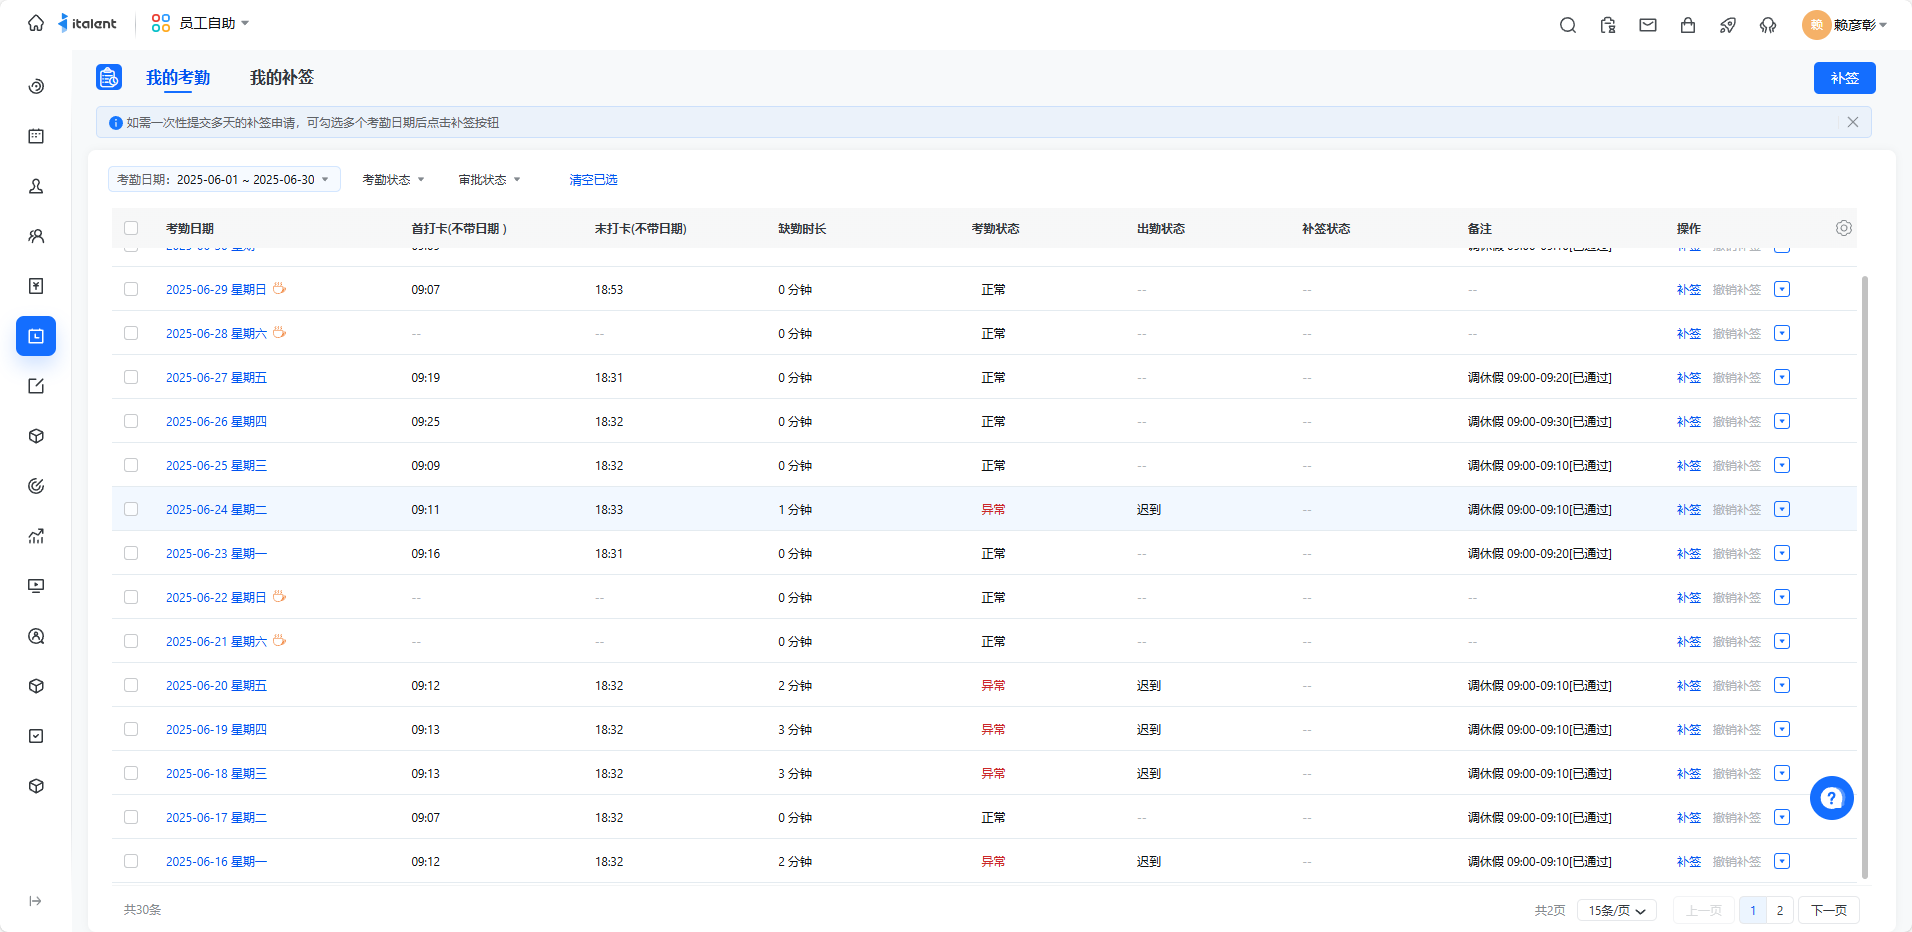 italent 员工自助 赖 赖彦彰
我的考勤 我的补签 补签
如需一次性提交多天的补签申请，可勾选多个考勤日期后点击补签按钮
考勤日期： 2025-06-01 ~ 2025-06-30 考勤状态 审批状态 清空已选
考勤日期 首打卡(不带日期 ) 末打卡(不带日期) 缺勤时长 考勤状态 出勤状态 补签状态 备注 操作
2025-06-29 星期日 09:07 18:53 0 分钟 正常 -- -- -- 补签 撤销补签
2025-06-28 星期六 -- -- 0 分钟 正常 -- -- -- 补签 撤销补签
2025-06-27 星期五 09:19 18:31 0 分钟 正常 -- -- 调休假 09:00-09:20[已通过] 补签 撤销补签
2025-06-26 星期四 09:25 18:32 0 分钟 正常 -- -- 调休假 09:00-09:30[已通过] 补签 撤销补签
2025-06-25 星期三 09:09 18:32 0 分钟 正常 -- -- 调休假 09:00-09:10[已通过] 补签 撤销补签
2025-06-24 星期二 09:11 18:33 1 分钟 异常 迟到 -- 调休假 09:00-09:10[已通过] 补签 撤销补签
2025-06-23 星期一 09:16 18:31 0 分钟 正常 -- -- 调休假 09:00-09:20[已通过] 补签 撤销补签
2025-06-22 星期日 -- -- 0 分钟 正常 -- -- -- 补签 撤销补签
2025-06-21 星期六 -- -- 0 分钟 正常 -- -- -- 补签 撤销补签
2025-06-20 星期五 09:12 18:32 2 分钟 异常 迟到 -- 调休假 09:00-09:10[已通过] 补签 撤销补签
2025-06-19 星期四 09:13 18:32 3 分钟 异常 迟到 -- 调休假 09:00-09:10[已通过] 补签 撤销补签
2025-06-18 星期三 09:13 18:32 3 分钟 异常 迟到 -- 调休假 09:00-09:10[已通过] 补签 撤销补签
2025-06-17 星期二 09:07 18:32 0 分钟 正常 -- -- 调休假 09:00-09:10[已通过] 补签 撤销补签
2025-06-16 星期一 09:12 18:32 2 分钟 异常 迟到 -- 调休假 09:00-09:10[已通过] 补签 撤销补签
共30条 共2页 15条/页 上一页 1 2 下一页